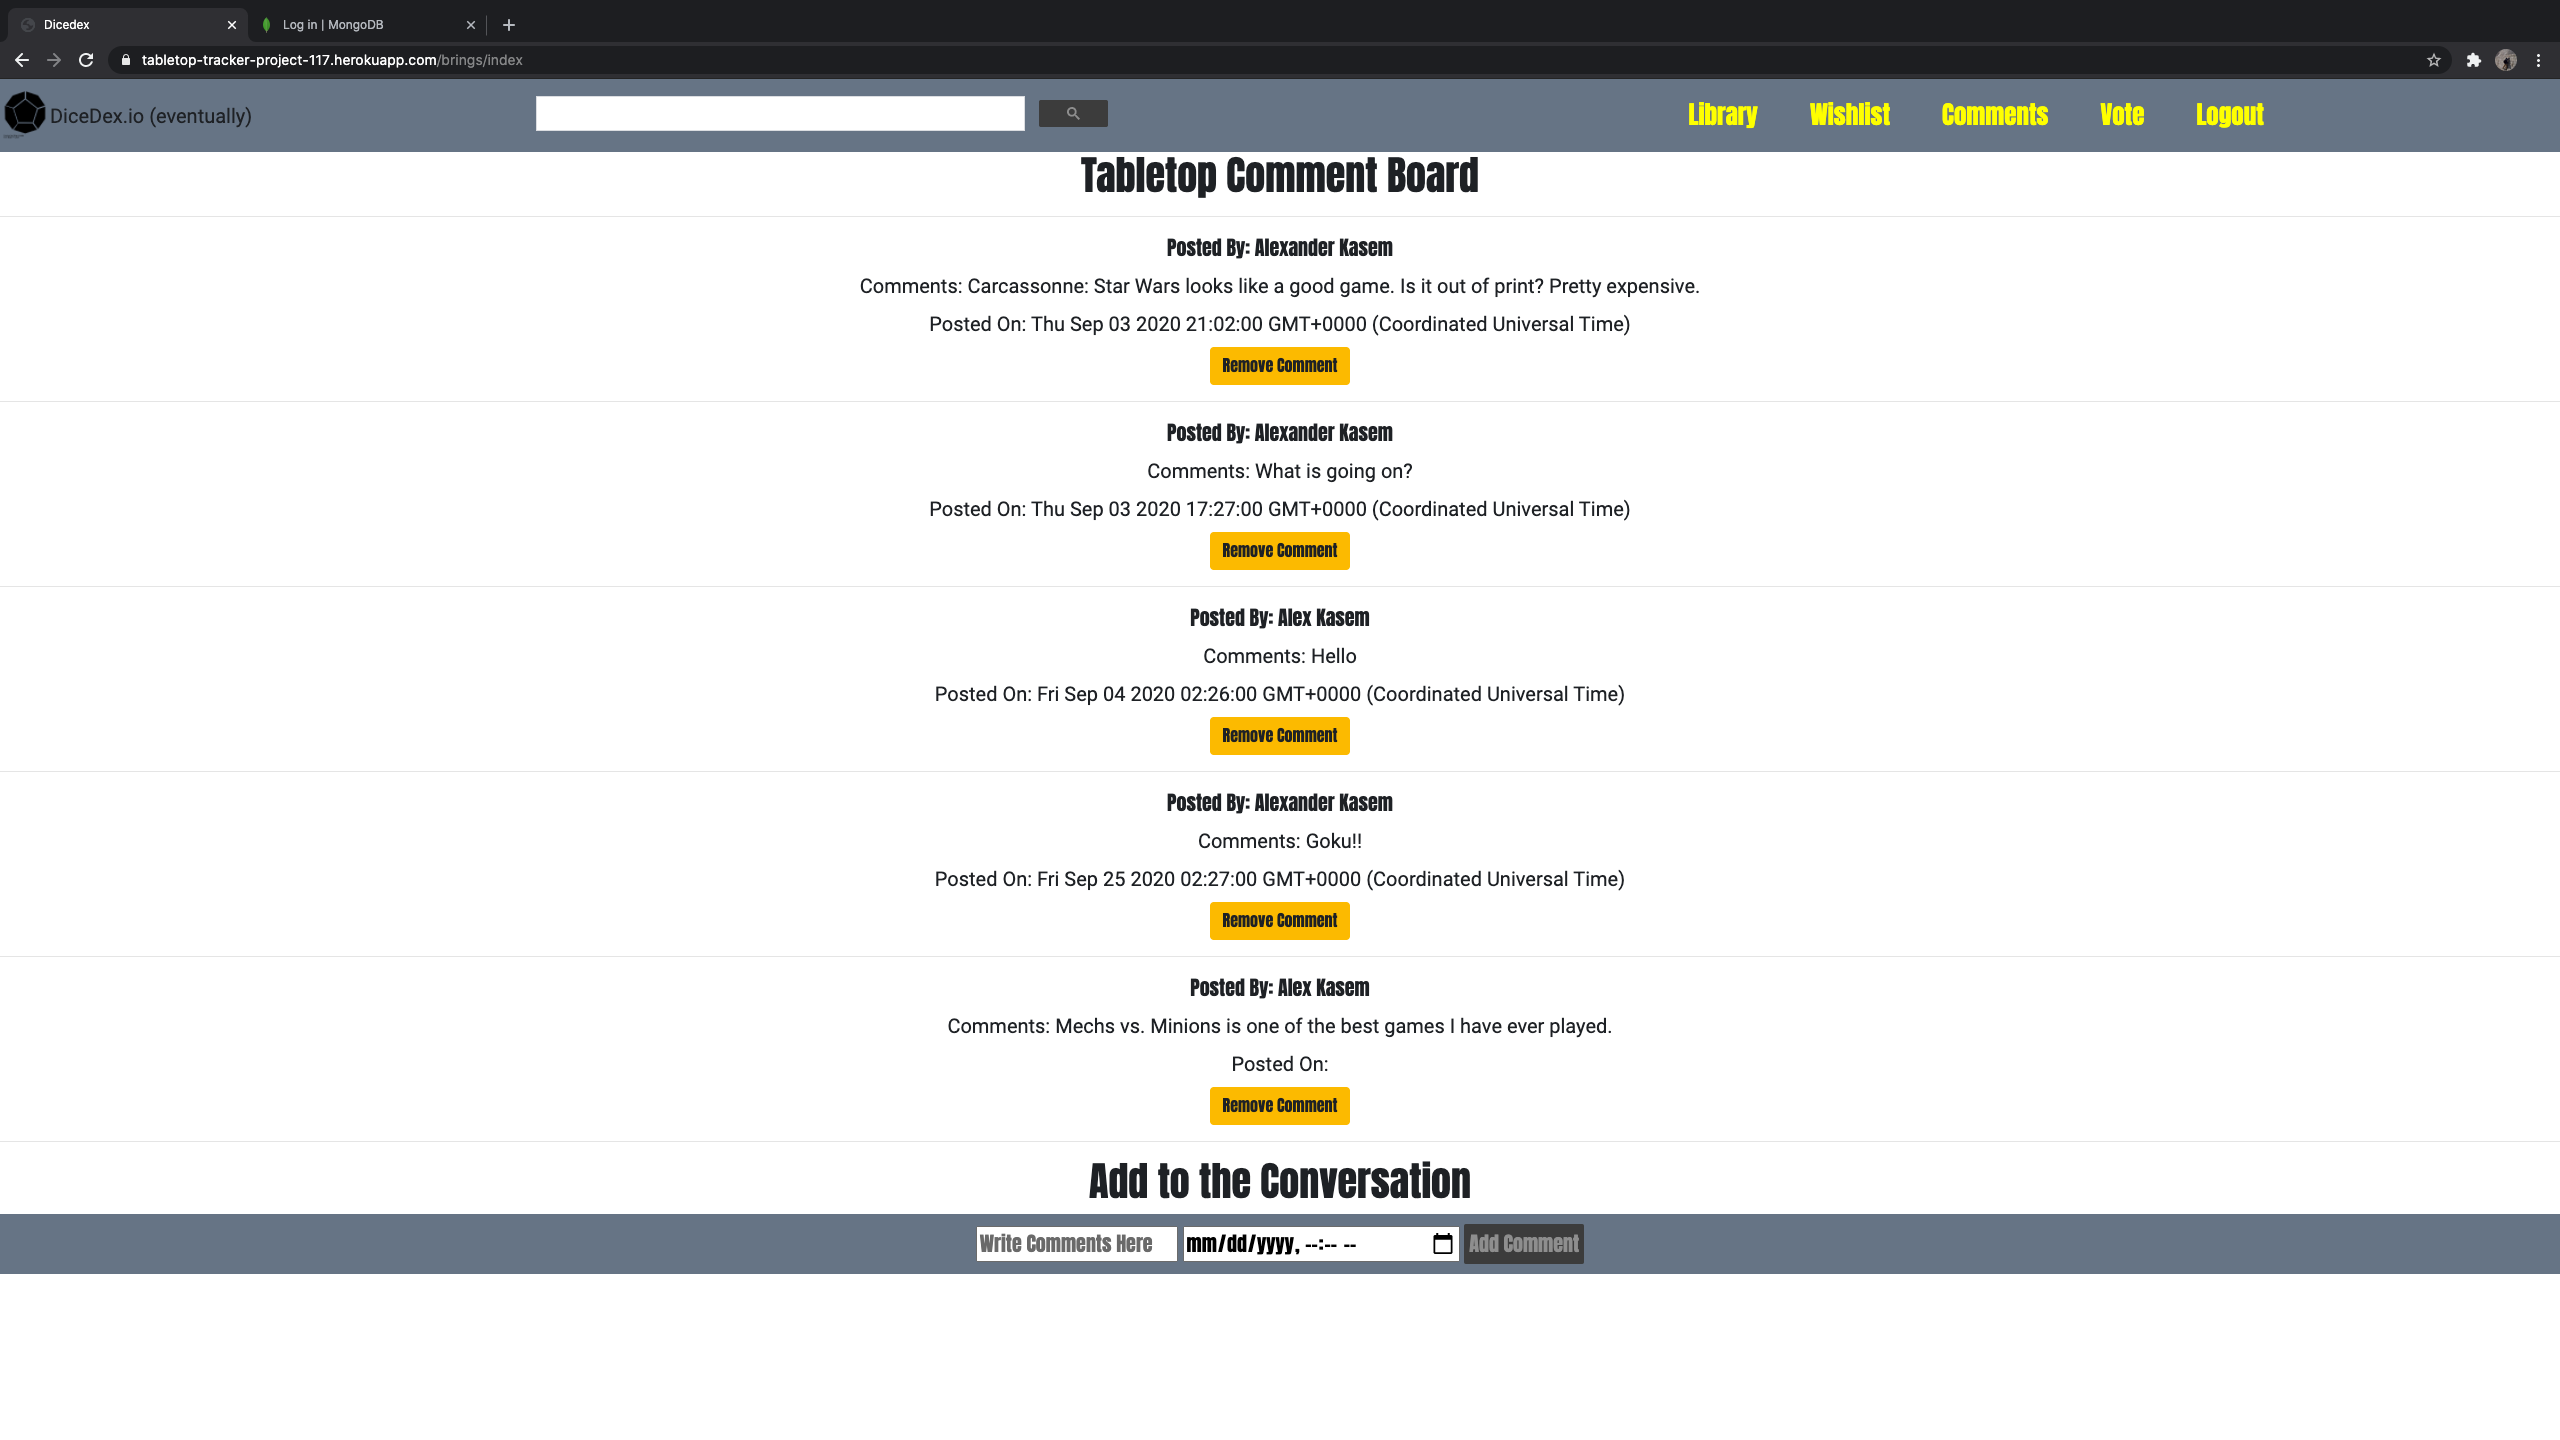 Dicedex
Log in | MongoDB
tabletop-tracker-project-117.herokuapp.com/brings/index
DiceDex.io (eventually)
Library Wishlist Comments Vote Logout
Tabletop Comment Board
Posted By: Alexander Kasem
Comments: Carcassonne: Star Wars looks like a good game. Is it out of print? Pretty expensive.
Posted On: Thu Sep 03 2020 21:02:00 GMT+0000 (Coordinated Universal Time)
Remove Comment
Posted By: Alexander Kasem
Comments: What is going on?
Posted On: Thu Sep 03 2020 17:27:00 GMT+0000 (Coordinated Universal Time)
Remove Comment
Posted By: Alex Kasem
Comments: Hello
Posted On: Fri Sep 04 2020 02:26:00 GMT+0000 (Coordinated Universal Time)
Remove Comment
Posted By: Alexander Kasem
Comments: Goku!!
Posted On: Fri Sep 25 2020 02:27:00 GMT+0000 (Coordinated Universal Time)
Remove Comment
Posted By: Alex Kasem
Comments: Mechs vs. Minions is one of the best games I have ever played.
Posted On:
Remove Comment
Add to the Conversation
Write Comments Here mm/dd/yyyy, --:-- -- Add Comment